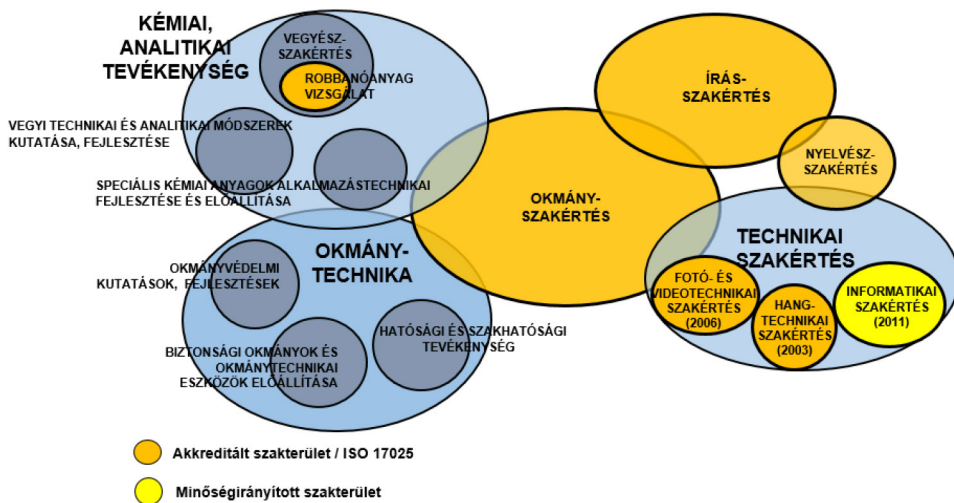 KÉMIAI,
ANALITIKAI
TEVÉKENYSÉG
VEGYÉSZ-
SZAKÉRTÉS
ROBBANÓANYAG
VIZSGÁLAT
VEGYI TECHNIKAI ÉS ANALITIKAI MÓDSZEREK
KUTATÁSA, FEJLESZTÉSE
SPECIÁLIS KÉMIAI ANYAGOK ALKALMAZÁSTECHNIKAI
FEJLESZTÉSE ÉS ELŐÁLLÍTÁSA
OKMÁNY-
TECHNIKA
OKMÁNYVÉDELMI
KUTATÁSOK, FEJLESZTÉSEK
HATÓSÁGI ÉS SZAKHATÓSÁGI
TEVÉKENYSÉG
BIZTONSÁGI OKMÁNYOK ÉS
OKMÁNYTECHNIKAI
ESZKÖZÖK ELŐÁLLÍTÁSA
OKMÁNY-
SZAKÉRTÉS
ÍRÁS-
SZAKÉRTÉS
NYELVÉSZ-
SZAKÉRTÉS
TECHNIKAI
SZAKÉRTÉS
FOTÓ- ÉS
VIDEOTECHNIKAI
SZAKÉRTÉS
(2006)
HANG-
TECHNIKAI
SZAKÉRTÉS
(2003)
INFORMATIKAI
SZAKÉRTÉS
(2011)
Akkreditált szakterület / ISO 17025
Minőségirányított szakterület